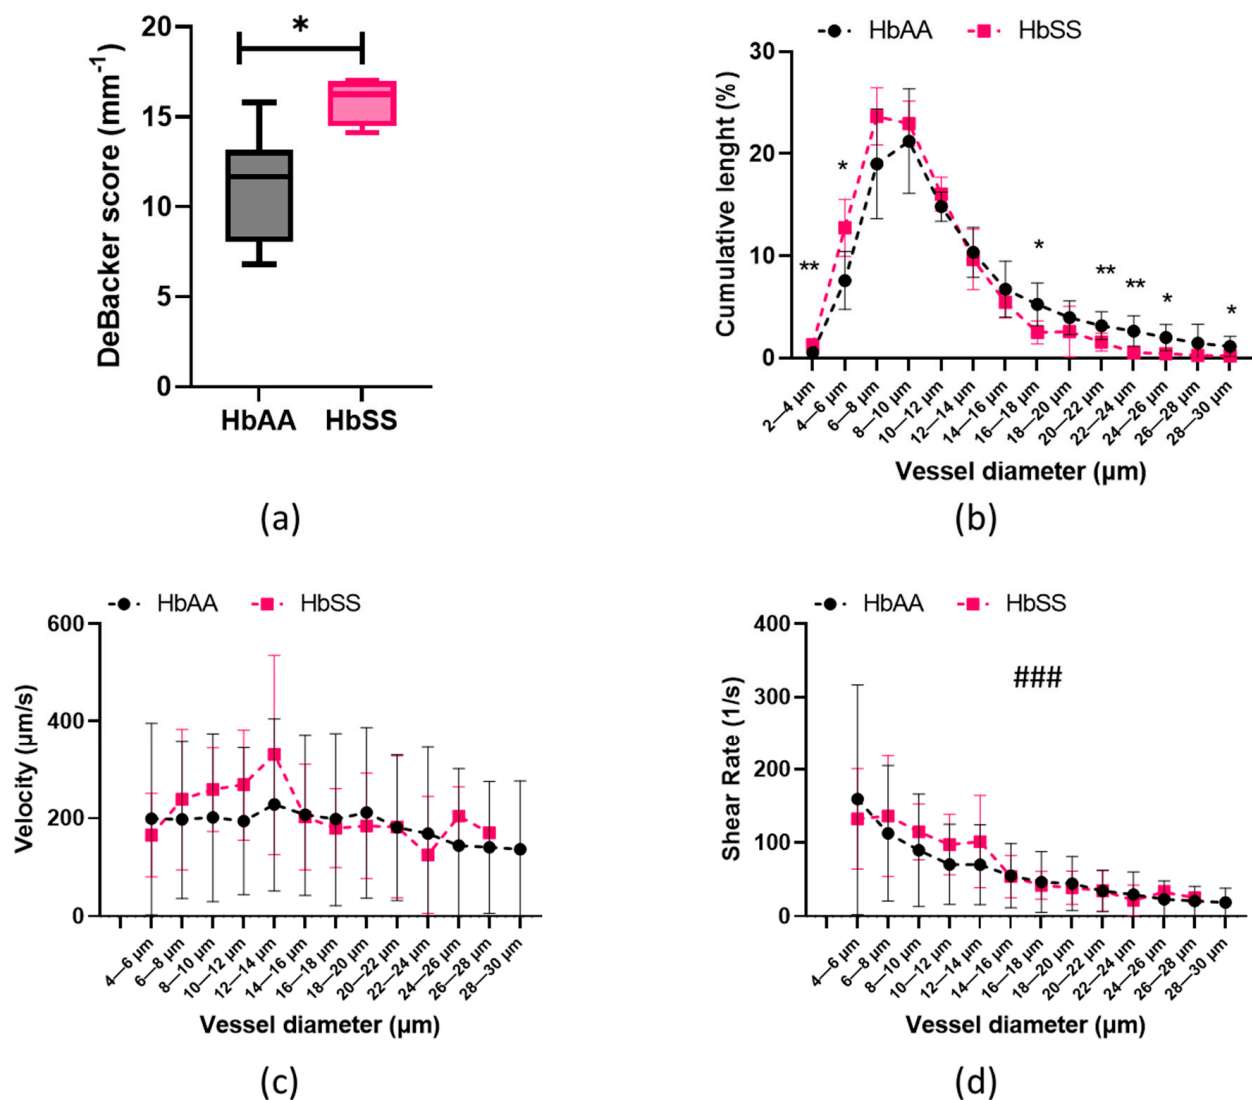 20
15
10
5
0
DeBacker score (mm-1)
*
HbAA
HbSS
(a)
HbAA
HbSS
30
20
10
0
Cumulative lenght (%)
**
*
*
**
**
*
*
2—4 μm
4—6 μm
6—8 μm
8—10 μm
10—12 μm
12—14 μm
14—16 μm
16—18 μm
18—20 μm
20—22 μm
22—24 μm
24—26 μm
26—28 μm
28—30 μm
Vessel diameter (μm)
(b)
HbAA
HbSS
600
400
200
0
Velocity (μm/s)
4—6 μm
6—8 μm
8—10 μm
10—12 μm
12—14 μm
14—16 μm
16—18 μm
18—20 μm
20—22 μm
22—24 μm
24—26 μm
26—28 μm
28—30 μm
Vessel diameter (μm)
(c)
HbAA
HbSS
400
300
200
100
0
Shear Rate (1/s)
###
4—6 μm
6—8 μm
8—10 μm
10—12 μm
12—14 μm
14—16 μm
16—18 μm
18—20 μm
20—22 μm
22—24 μm
24—26 μm
26—28 μm
28—30 μm
Vessel diameter (μm)
(d)